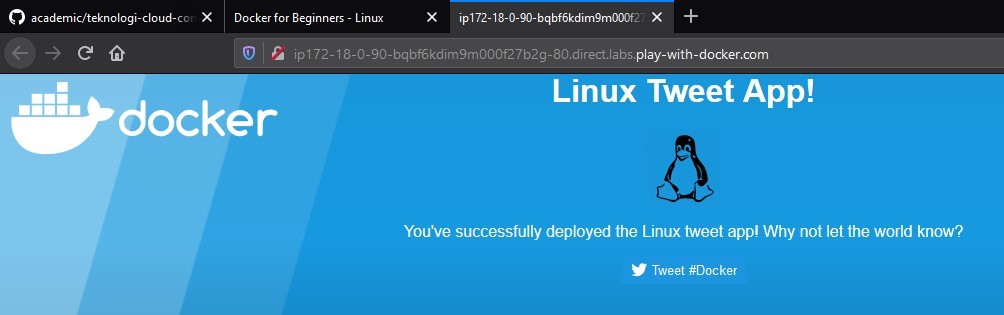 academic/teknologi-cloud-con
Docker for Beginners - Linux
ip172-18-0-90-bqbf6kdim9m000f27
ip172-18-0-90-bqbf6kdim9m000f27b2g-80.direct.labs.play-with-docker.com
docker
Linux Tweet App!
You've successfully deployed the Linux tweet app! Why not let the world know?
Tweet #Docker